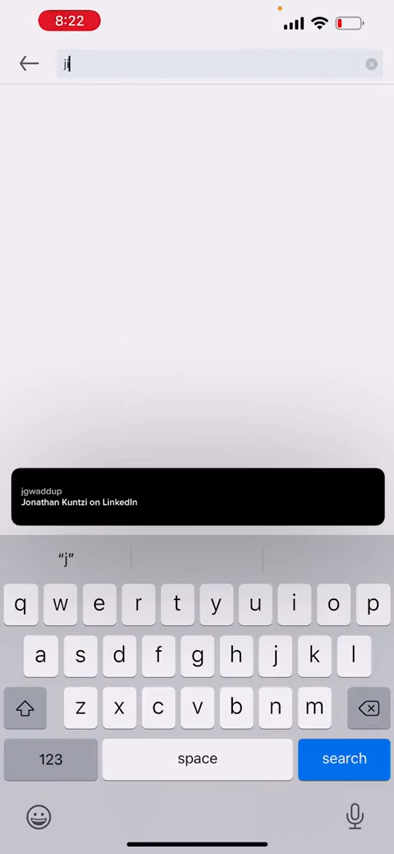 8:22
j
jgwaddup
Jonathan Kuntzi on LinkedIn
“j”
q w e r t y u i o p
a s d f g h j k l
z x c v b n m
123 space search